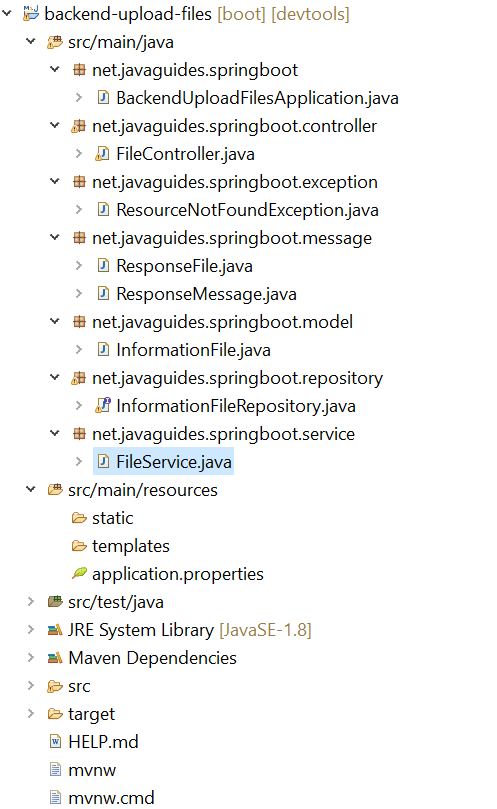 backend-upload-files [boot] [devtools]
src/main/java
net.javaguides.springboot
BackendUploadFilesApplication.java
net.javaguides.springboot.controller
FileController.java
net.javaguides.springboot.exception
ResourceNotFoundException.java
net.javaguides.springboot.message
ResponseFile.java
ResponseMessage.java
net.javaguides.springboot.model
InformationFile.java
net.javaguides.springboot.repository
InformationFileRepository.java
net.javaguides.springboot.service
FileService.java
src/main/resources
static
templates
application.properties
src/test/java
JRE System Library [JavaSE-1.8]
Maven Dependencies
src
target
HELP.md
mvnw
mvnw.cmd